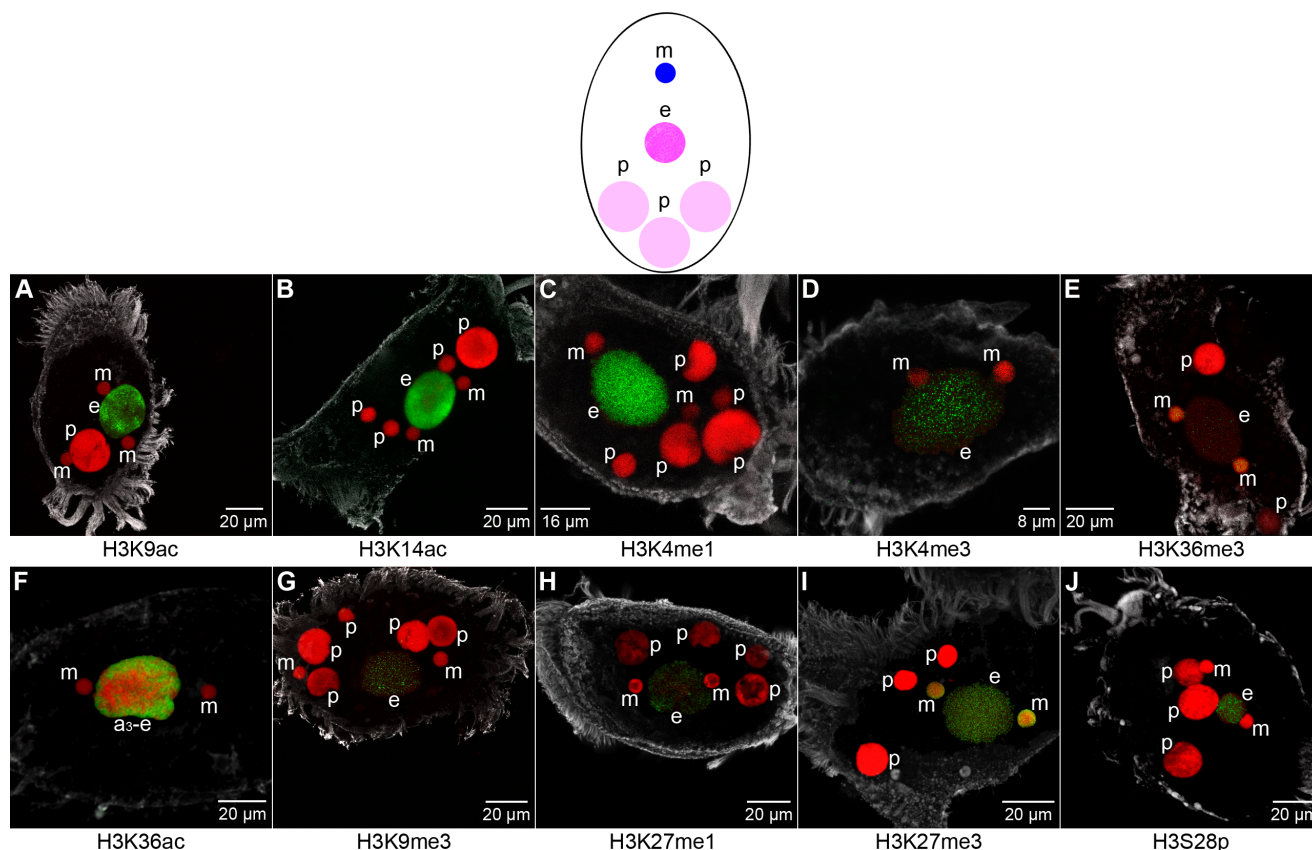 m
e
p p
p
A B C D E
m e p m m 20 µm
p p e m p p m 20 µm
m p m p e p p p 16 µm
m m e 8 µm
p m e m p 20 µm
H3K9ac H3K14ac H3K4me1 H3K4me3 H3K36me3
F G H I J
m m a₃-e 20 µm
p p p p m m p e 20 µm
p p p m m p e 20 µm
p p e m m p 20 µm
p m p e m p 20 µm
H3K36ac H3K9me3 H3K27me1 H3K27me3 H3S28p